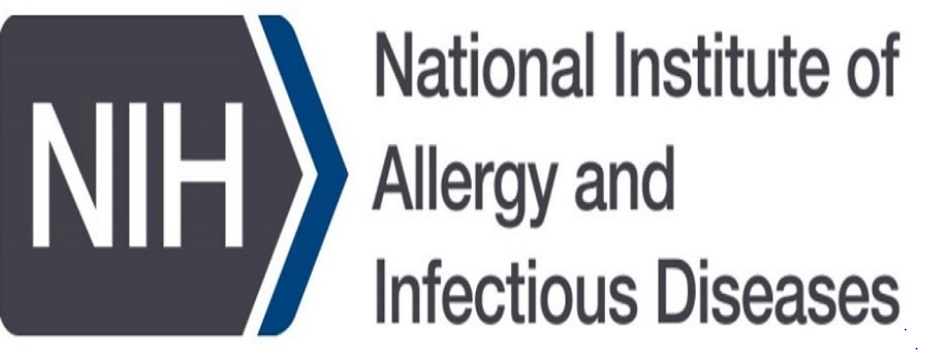 NIH
National Institute of
Allergy and
Infectious Diseases